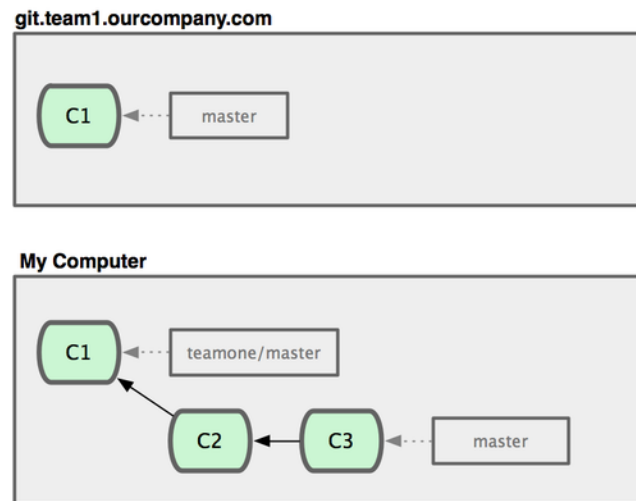 git.team1.ourcompany.com
C1
master
My Computer
C1
teamone/master
C2
C3
master